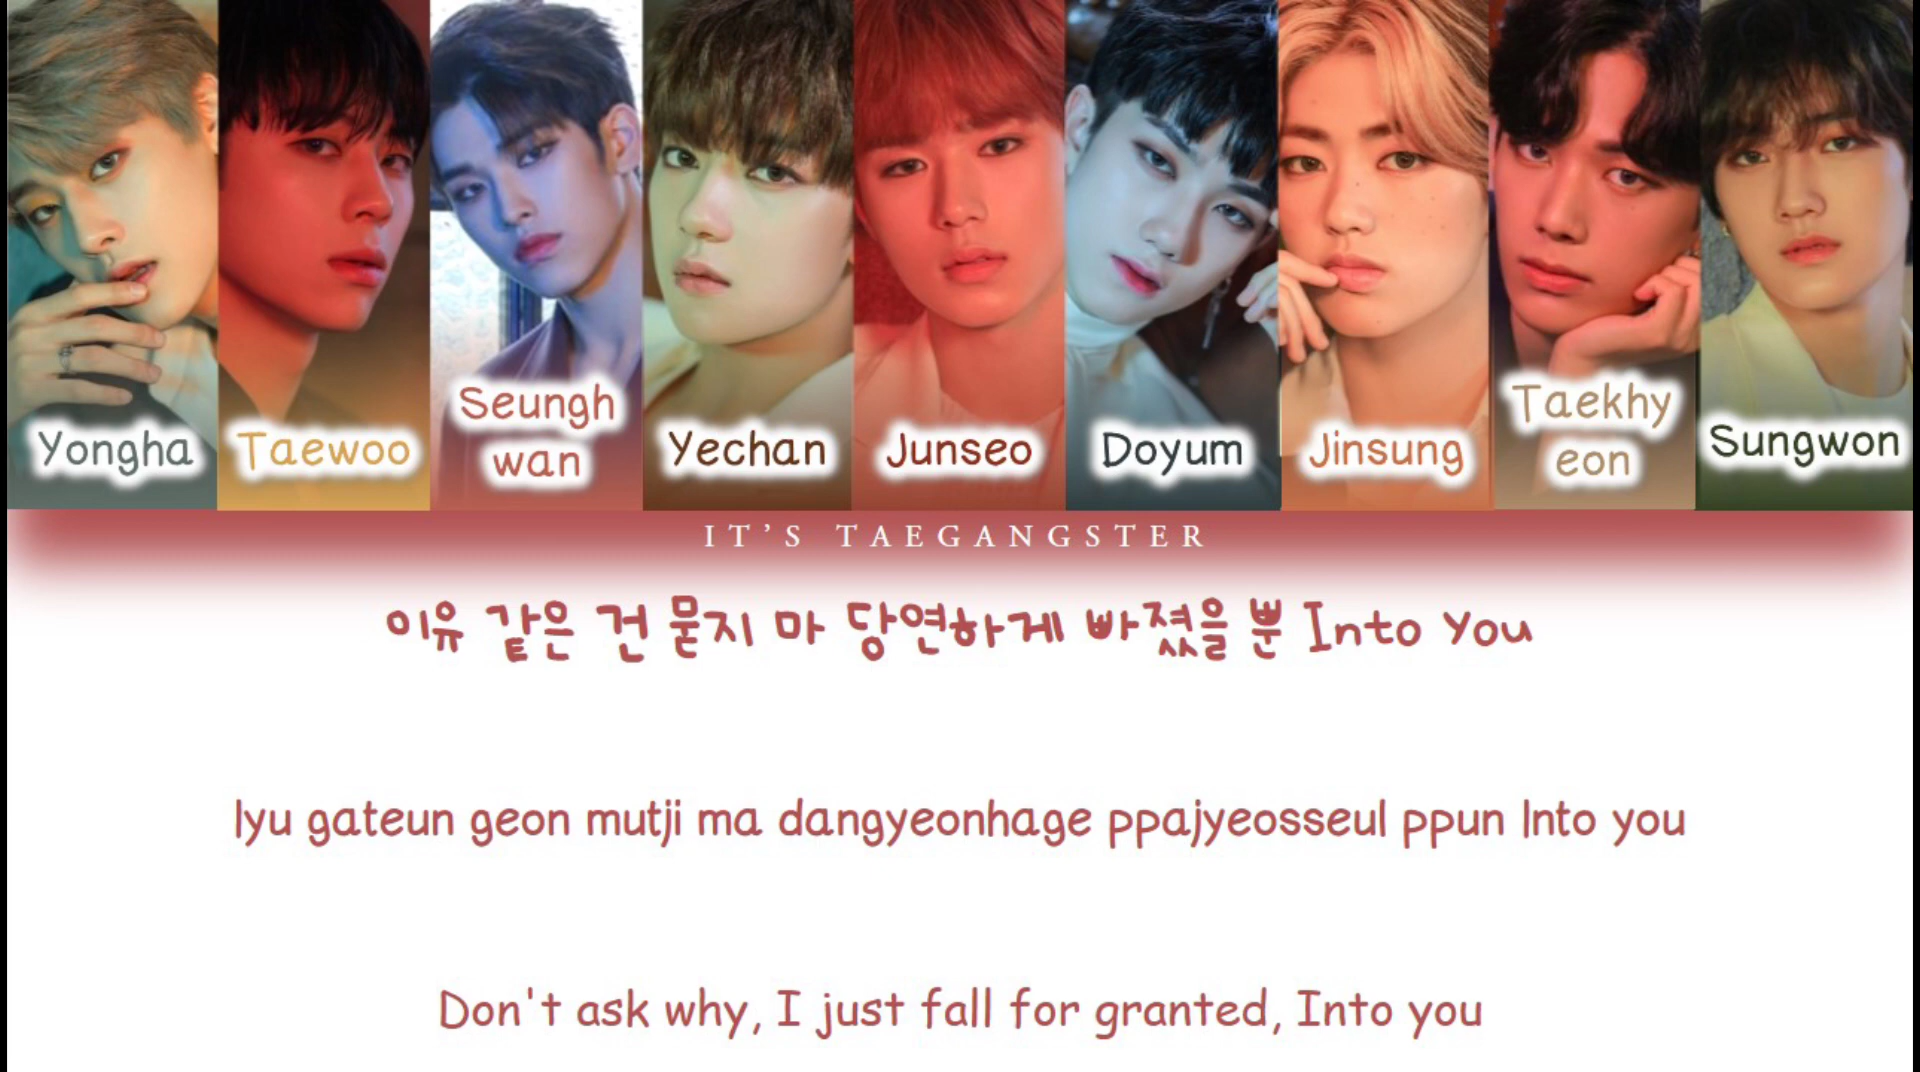 Yongha
Taewoo
Seungh
wan
Yechan
Junseo
Doyum
Jinsung
Taekhy
eon
Sungwon
IT'S TAEGANGSTER
이유 같은 건 묻지 마 당연하게 빠졌을 뿐 Into You
Iyu gateun geon mutji ma dangyeonhage ppajyeosseul ppun Into you
Don't ask why, I just fall for granted, Into you